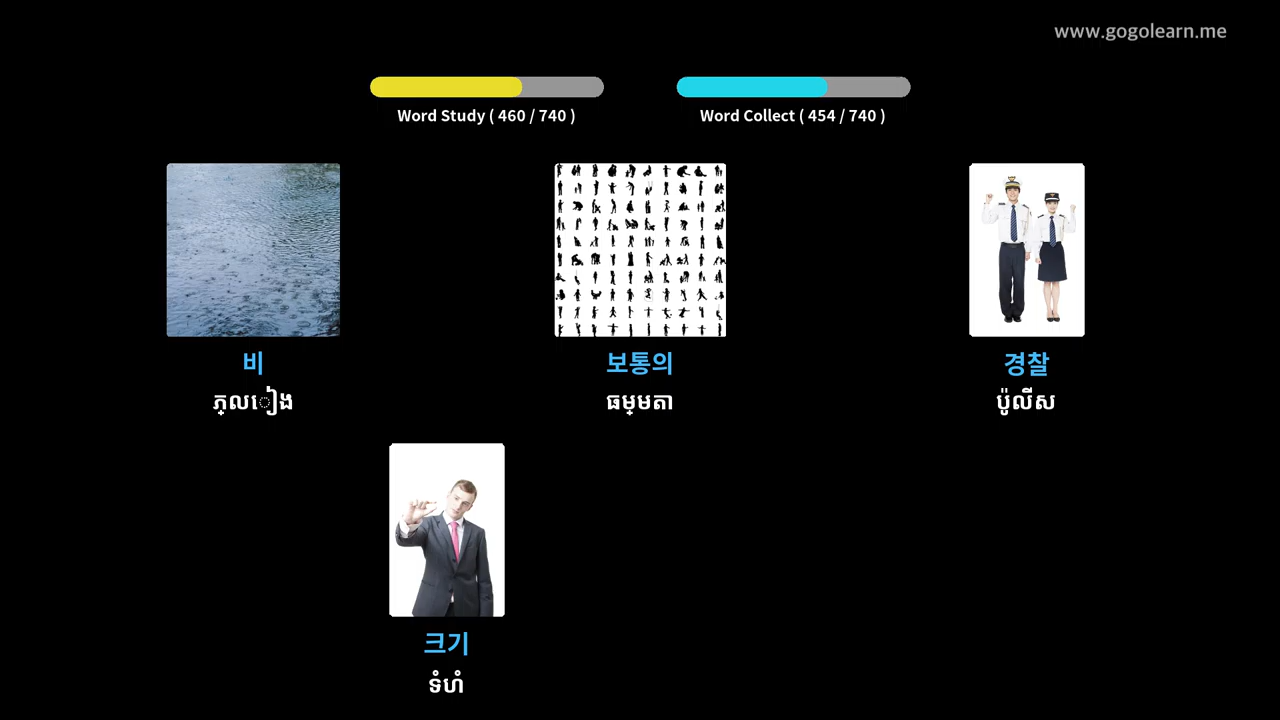 www.gogolearn.me
Word Study ( 460 / 740 )
Word Collect ( 454 / 740 )
비
보통의
경찰
ភ្លៀង
ធម្មតា
ប៉ូលីស
크기
ទំហំ